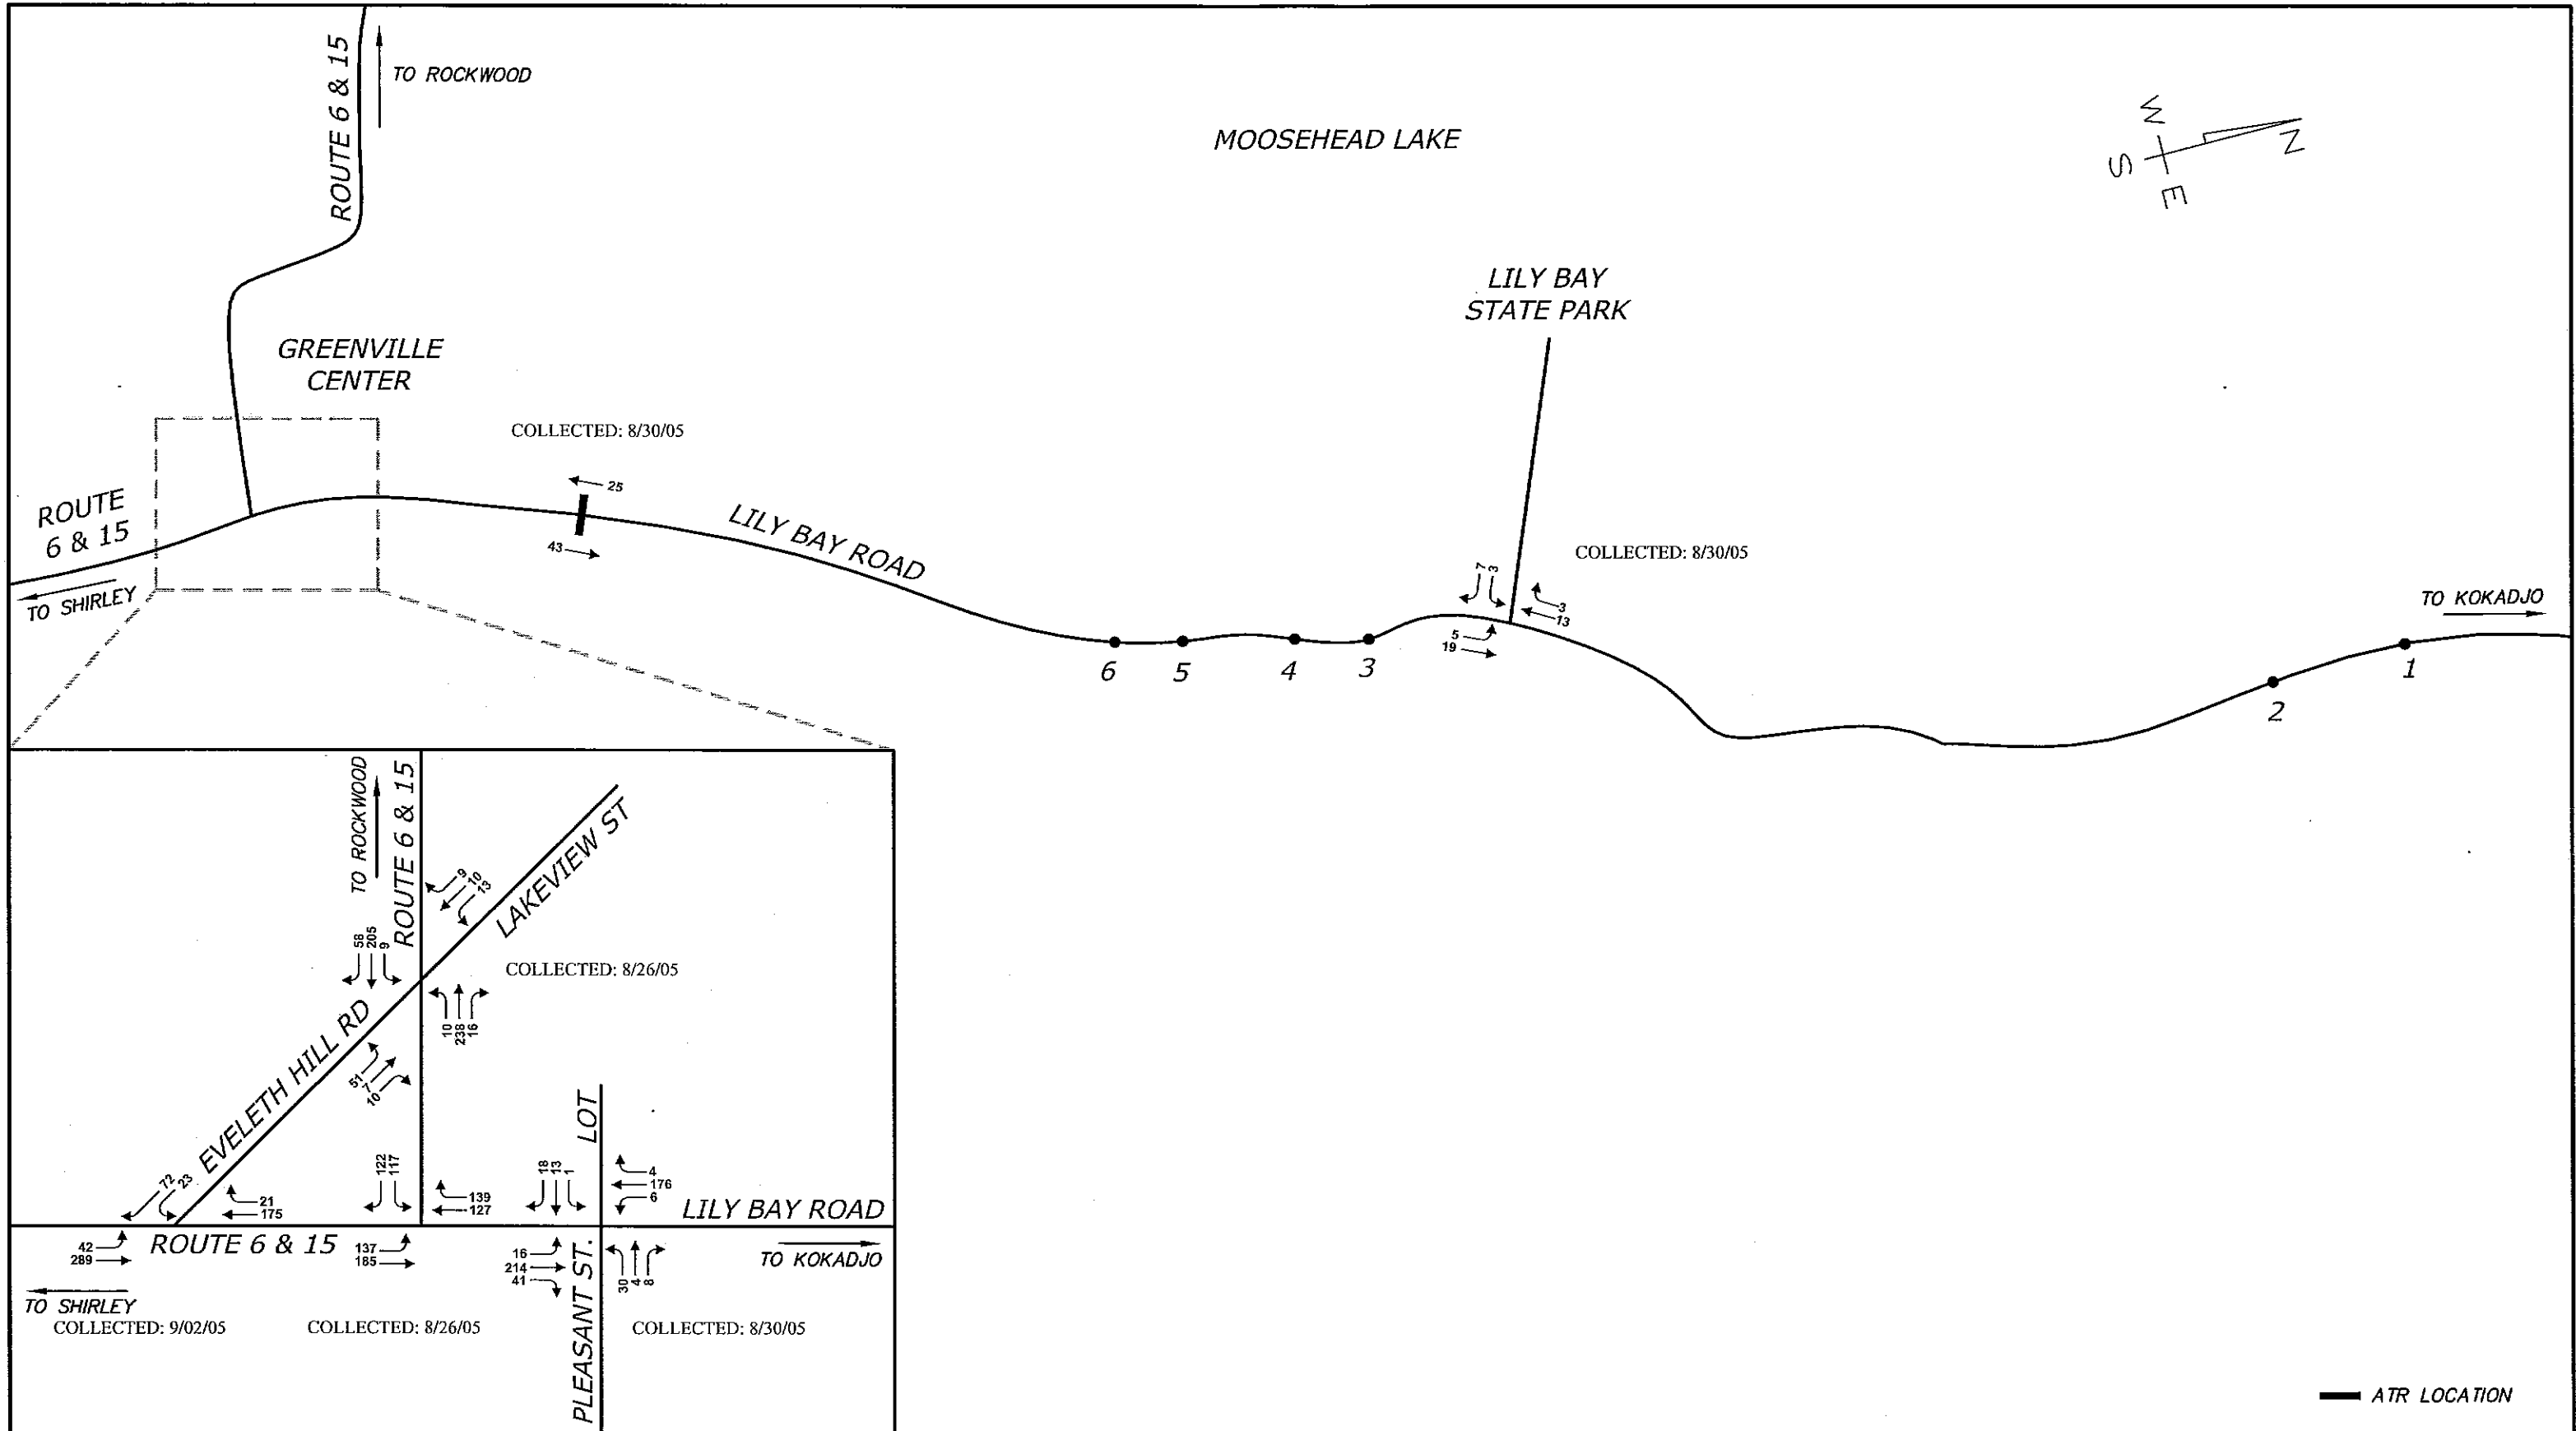 ROUTE 6 & 15
TO ROCKWOOD
MOOSEHEAD LAKE
W
N
S
E
LILY BAY
STATE PARK
GREENVILLE
CENTER
COLLECTED: 8/30/05
25
43
ROUTE
6 & 15
TO SHIRLEY
LILY BAY ROAD
COLLECTED: 8/30/05
7
3
3
13
5
19
TO KOKADJO
6
5
4
3
2
1
TO ROCKWOOD
ROUTE 6 & 15
LAKEVIEW ST
9
10
13
58
205
9
COLLECTED: 8/26/05
10
238
16
EVELETH HILL RD
51
7
10
72
23
21
175
122
117
139
127
18
13
1
LOT
4
176
6
LILY BAY ROAD
42
289
ROUTE 6 & 15
137
185
16
214
41
PLEASANT ST.
30
4
8
TO KOKADJO
TO SHIRLEY
COLLECTED: 9/02/05
COLLECTED: 8/26/05
COLLECTED: 8/30/05
ATR LOCATION